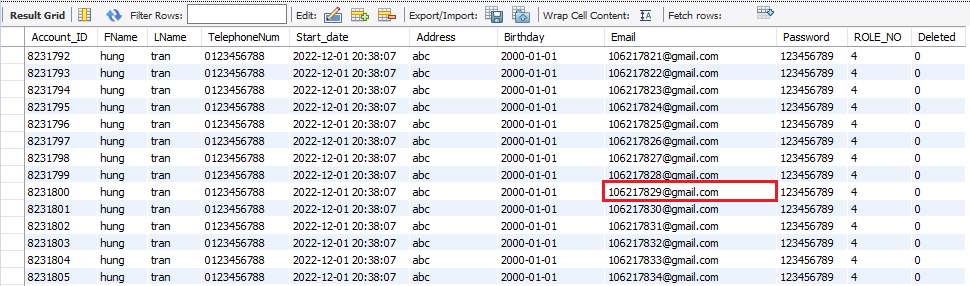 Result Grid Filter Rows: Edit: Export/Import: Wrap Cell Content: Fetch rows:
Account_ID FName LName TelephoneNum Start_date Address Birthday Email Password ROLE_NO Deleted
8231792 hung tran 0123456788 2022-12-01 20:38:07 abc 2000-01-01 106217821@gmail.com 123456789 4 0
8231793 hung tran 0123456788 2022-12-01 20:38:07 abc 2000-01-01 106217822@gmail.com 123456789 4 0
8231794 hung tran 0123456788 2022-12-01 20:38:07 abc 2000-01-01 106217823@gmail.com 123456789 4 0
8231795 hung tran 0123456788 2022-12-01 20:38:07 abc 2000-01-01 106217824@gmail.com 123456789 4 0
8231796 hung tran 0123456788 2022-12-01 20:38:07 abc 2000-01-01 106217825@gmail.com 123456789 4 0
8231797 hung tran 0123456788 2022-12-01 20:38:07 abc 2000-01-01 106217826@gmail.com 123456789 4 0
8231798 hung tran 0123456788 2022-12-01 20:38:07 abc 2000-01-01 106217827@gmail.com 123456789 4 0
8231799 hung tran 0123456788 2022-12-01 20:38:07 abc 2000-01-01 106217828@gmail.com 123456789 4 0
8231800 hung tran 0123456788 2022-12-01 20:38:07 abc 2000-01-01 106217829@gmail.com 123456789 4 0
8231801 hung tran 0123456788 2022-12-01 20:38:07 abc 2000-01-01 106217830@gmail.com 123456789 4 0
8231802 hung tran 0123456788 2022-12-01 20:38:07 abc 2000-01-01 106217831@gmail.com 123456789 4 0
8231803 hung tran 0123456788 2022-12-01 20:38:07 abc 2000-01-01 106217832@gmail.com 123456789 4 0
8231804 hung tran 0123456788 2022-12-01 20:38:07 abc 2000-01-01 106217833@gmail.com 123456789 4 0
8231805 hung tran 0123456788 2022-12-01 20:38:07 abc 2000-01-01 106217834@gmail.com 123456789 4 0